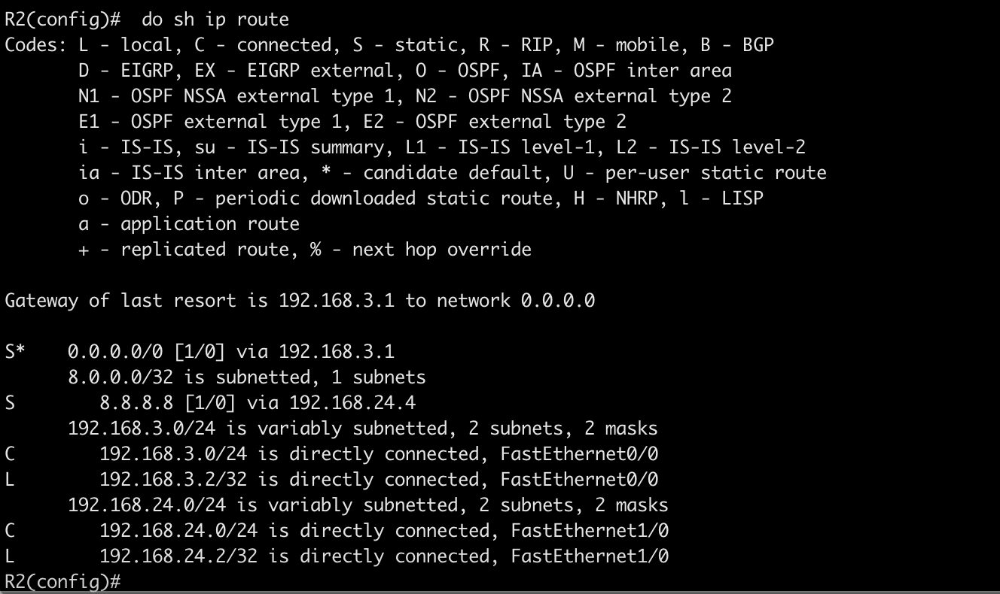 R2(config)#  do sh ip route
Codes: L - local, C - connected, S - static, R - RIP, M - mobile, B - BGP
       D - EIGRP, EX - EIGRP external, O - OSPF, IA - OSPF inter area
       N1 - OSPF NSSA external type 1, N2 - OSPF NSSA external type 2
       E1 - OSPF external type 1, E2 - OSPF external type 2
       i - IS-IS, su - IS-IS summary, L1 - IS-IS level-1, L2 - IS-IS level-2
       ia - IS-IS inter area, * - candidate default, U - per-user static route
       o - ODR, P - periodic downloaded static route, H - NHRP, l - LISP
       a - application route
       + - replicated route, % - next hop override

Gateway of last resort is 192.168.3.1 to network 0.0.0.0

S*    0.0.0.0/0 [1/0] via 192.168.3.1
      8.0.0.0/32 is subnetted, 1 subnets
S        8.8.8.8 [1/0] via 192.168.24.4
      192.168.3.0/24 is variably subnetted, 2 subnets, 2 masks
C        192.168.3.0/24 is directly connected, FastEthernet0/0
L        192.168.3.2/32 is directly connected, FastEthernet0/0
      192.168.24.0/24 is variably subnetted, 2 subnets, 2 masks
C        192.168.24.0/24 is directly connected, FastEthernet1/0
L        192.168.24.2/32 is directly connected, FastEthernet1/0
R2(config)#